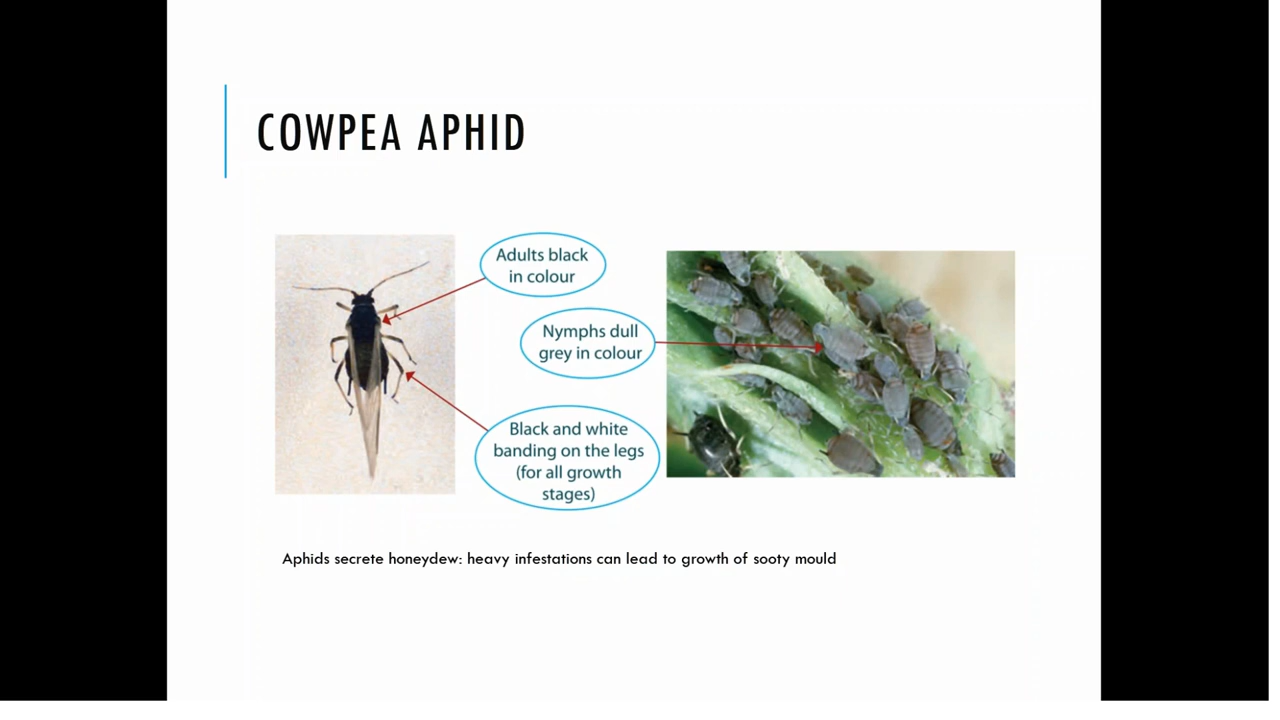 COWPEA APHID
Adults black
in colour
Nymphs dull
grey in colour
Black and white
banding on the legs
(for all growth
stages)
Aphids secrete honeydew: heavy infestations can lead to growth of sooty mould